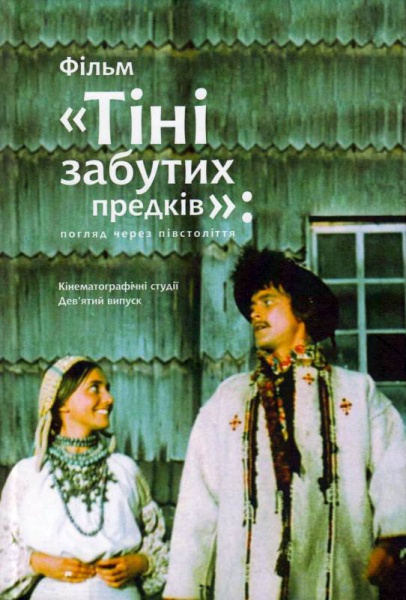 Фільм
«Тіні
забутих
предків»:
погляд через півстоліття
Кінематографічні студії
Дев'ятий випуск